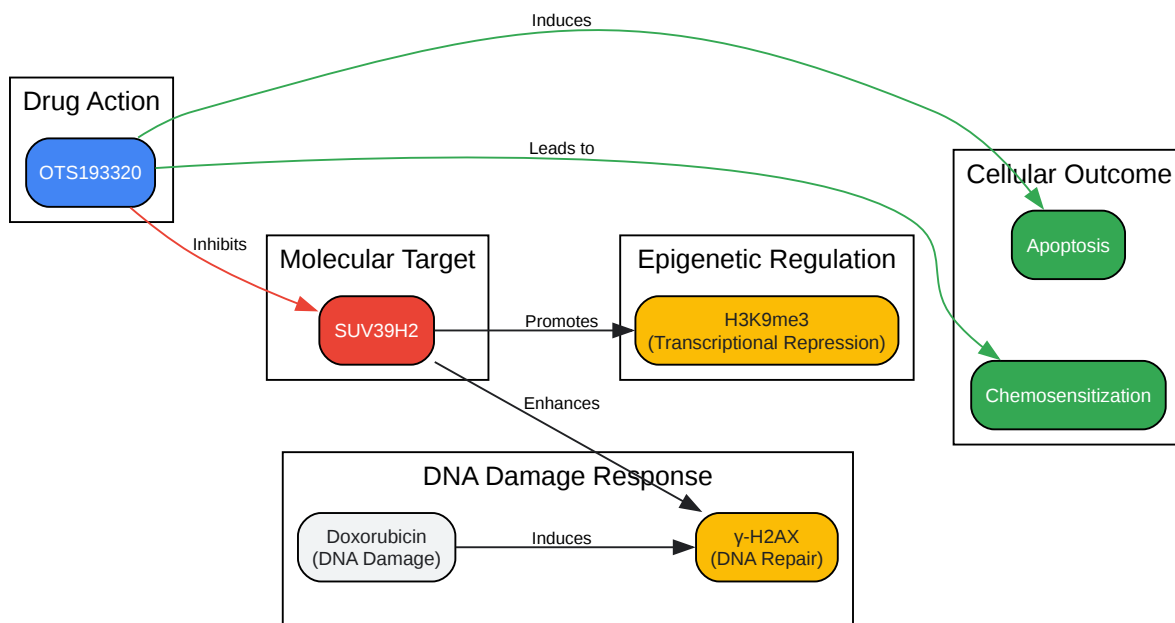 Induces
Drug Action
OTS193320
Leads to
Cellular Outcome
Apoptosis
Inhibits
Molecular Target
SUV39H2
Promotes
Epigenetic Regulation
H3K9me3
(Transcriptional Repression)
Chemosensitization
Enhances
DNA Damage Response
Doxorubicin
(DNA Damage)
Induces
γ-H2AX
(DNA Repair)